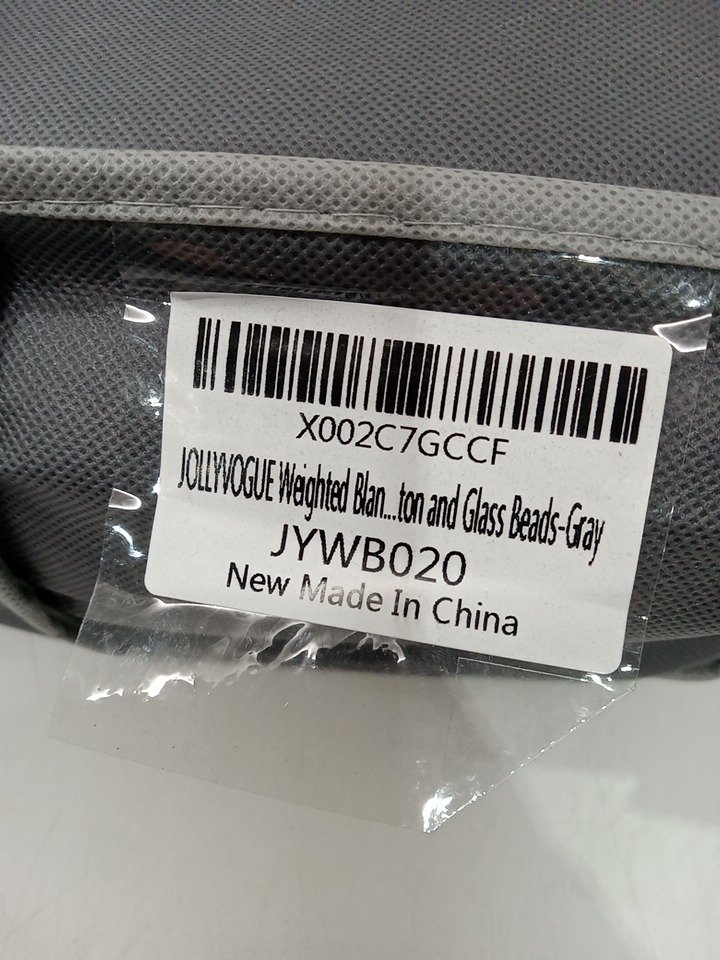 X002C7GCCF
JOLLYVOGUE Weighted Blan...ton and Glass Beads-Gray
JYWB020
New Made In China